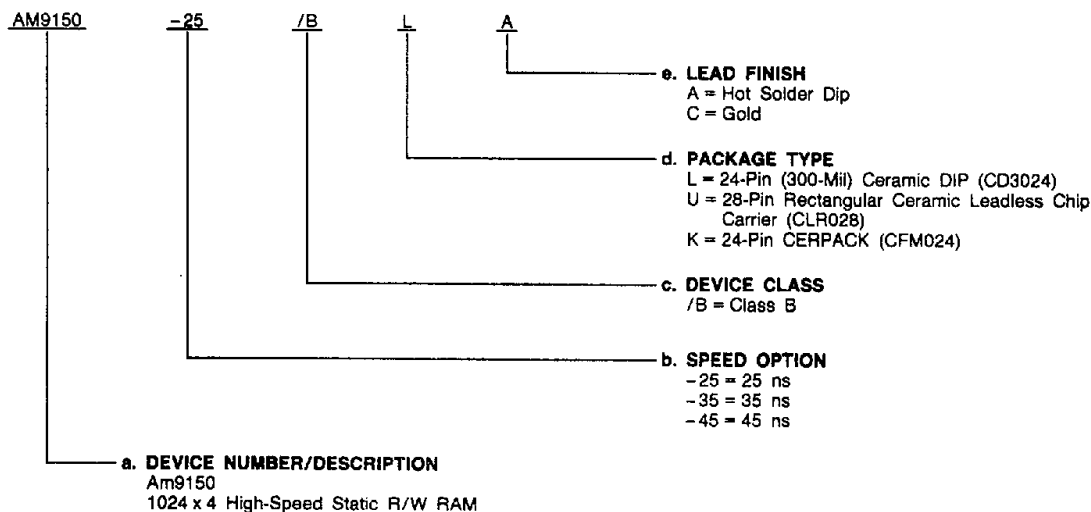 AM9150 -25 /B L A
e. LEAD FINISH
A = Hot Solder Dip
C = Gold
d. PACKAGE TYPE
L = 24-Pin (300-Mil) Ceramic DIP (CD3024)
U = 28-Pin Rectangular Ceramic Leadless Chip
Carrier (CLR028)
K = 24-Pin CERPACK (CFM024)
c. DEVICE CLASS
/B = Class B
b. SPEED OPTION
-25 = 25 ns
-35 = 35 ns
-45 = 45 ns
a. DEVICE NUMBER/DESCRIPTION
Am9150
1024 x 4 High-Speed Static R/W RAM